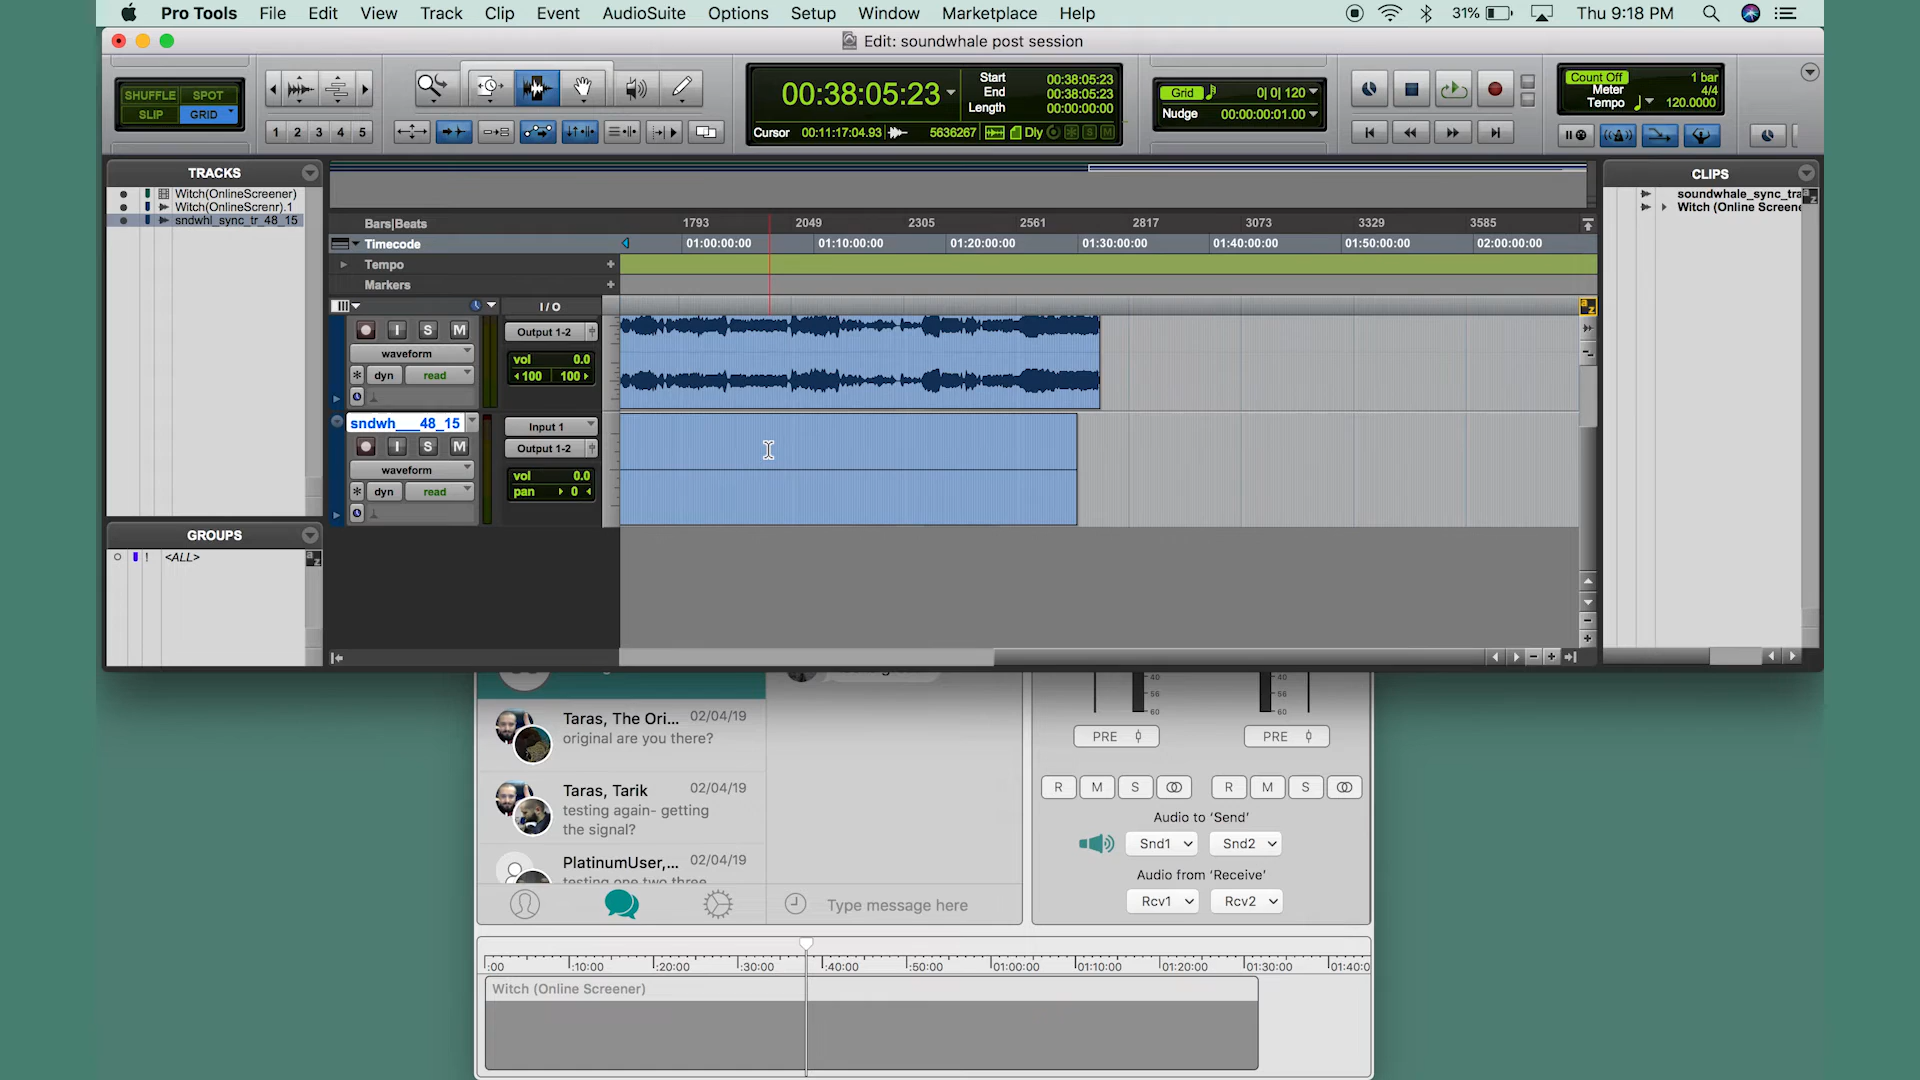 Pro Tools File Edit View Track Clip Event AudioSuite Options Setup Window Marketplace Help 31% Thu 9:18 PM
Edit: soundwhale post session
SHUFFLE SPOT
SLIP GRID
1 2 3 4 5
00:38:05:23
Start 00:38:05:23
End 00:38:05:23
Length 00:00:00:00
Cursor 00:11:17:04.93 5636267 Dly
Grid 0| 0| 120
Nudge 00:00:00:01.00
Count Off 1 bar
Meter 4/4
Tempo 120.0000
TRACKS
Witch(OnlineScreener)
Witch(OnlineScrenr).1
sndwhl_sync_tr_48_15
GROUPS
! <ALL>
Bars|Beats 1793 2049 2305 2561 2817 3073 3329 3585
Timecode 01:00:00:00 01:10:00:00 01:20:00:00 01:30:00:00 01:40:00:00 01:50:00:00 02:00:00:00
Tempo
Markers
I / O
I S M
Output 1-2
waveform
vol 0.0
dyn read
100 100
sndwh___48_15
Input 1
I S M
Output 1-2
waveform
vol 0.0
dyn read
pan 0
CLIPS
soundwhale_sync_tra
Witch (Online Screene
a z
Taras, The Ori... 02/04/19
original are you there?
Taras, Tarik 02/04/19
testing again- getting
the signal?
PlatinumUser,... 02/04/19
testing one two three
Type message here
40 40
56 56
60 60
PRE PRE
R M S R M S
Audio to ‘Send’
Snd1 Snd2
Audio from ‘Receive’
Rcv1 Rcv2
:00 :10:00 :20:00 :30:00 :40:00 :50:00 01:00:00 01:10:00 01:20:00 01:30:00 01:40:0
Witch (Online Screener)